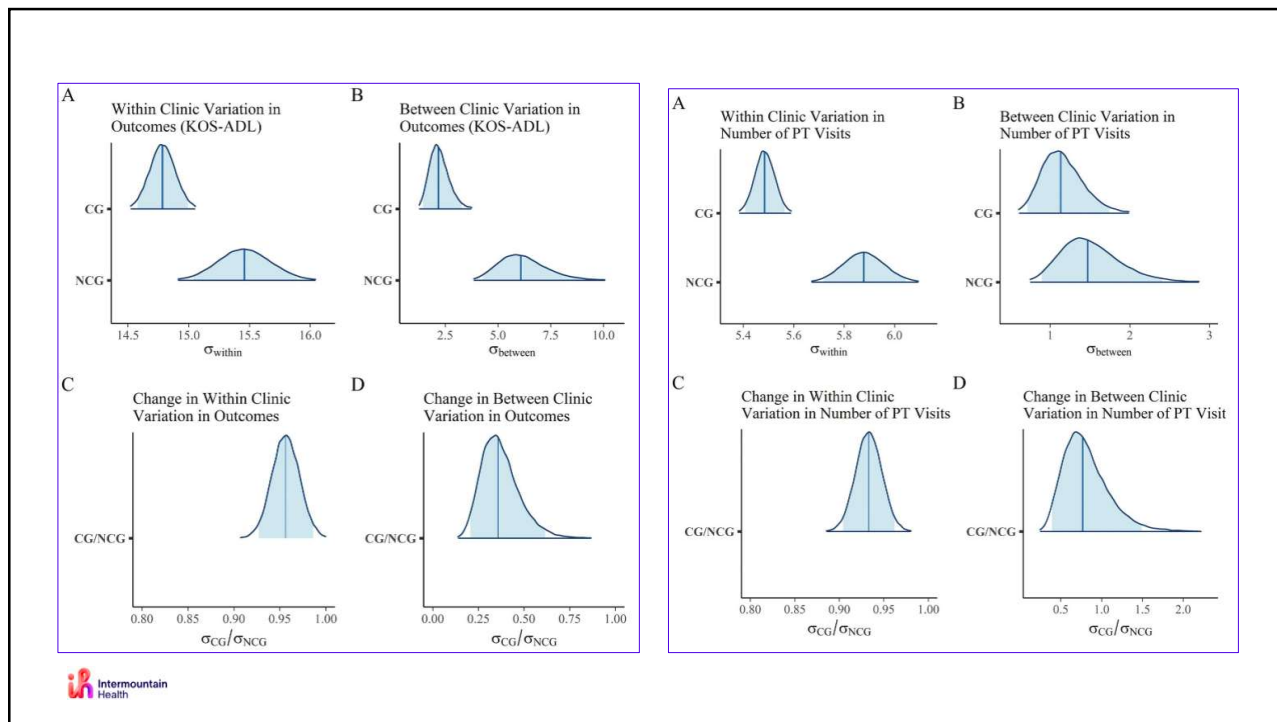 A
Within Clinic Variation in
Outcomes (KOS-ADL)
CG
NCG
14.5 15.0 15.5 16.0
σwithin
B
Between Clinic Variation in
Outcomes (KOS-ADL)
CG
NCG
2.5 5.0 7.5 10.0
σbetween
C
Change in Within Clinic
Variation in Outcomes
CG/NCG
0.80 0.85 0.90 0.95 1.00
σCG/σNCG
D
Change in Between Clinic
Variation in Outcomes
CG/NCG
0.00 0.25 0.50 0.75 1.00
σCG/σNCG
A
Within Clinic Variation in
Number of PT Visits
CG
NCG
5.4 5.6 5.8 6.0
σwithin
B
Between Clinic Variation in
Number of PT Visits
CG
NCG
1 2 3
σbetween
C
Change in Within Clinic
Variation in Number of PT Visits
CG/NCG
0.80 0.85 0.90 0.95 1.00
σCG/σNCG
D
Change in Between Clinic
Variation in Number of PT Visit
CG/NCG
0.5 1.0 1.5 2.0
σCG/σNCG
Intermountain
Health